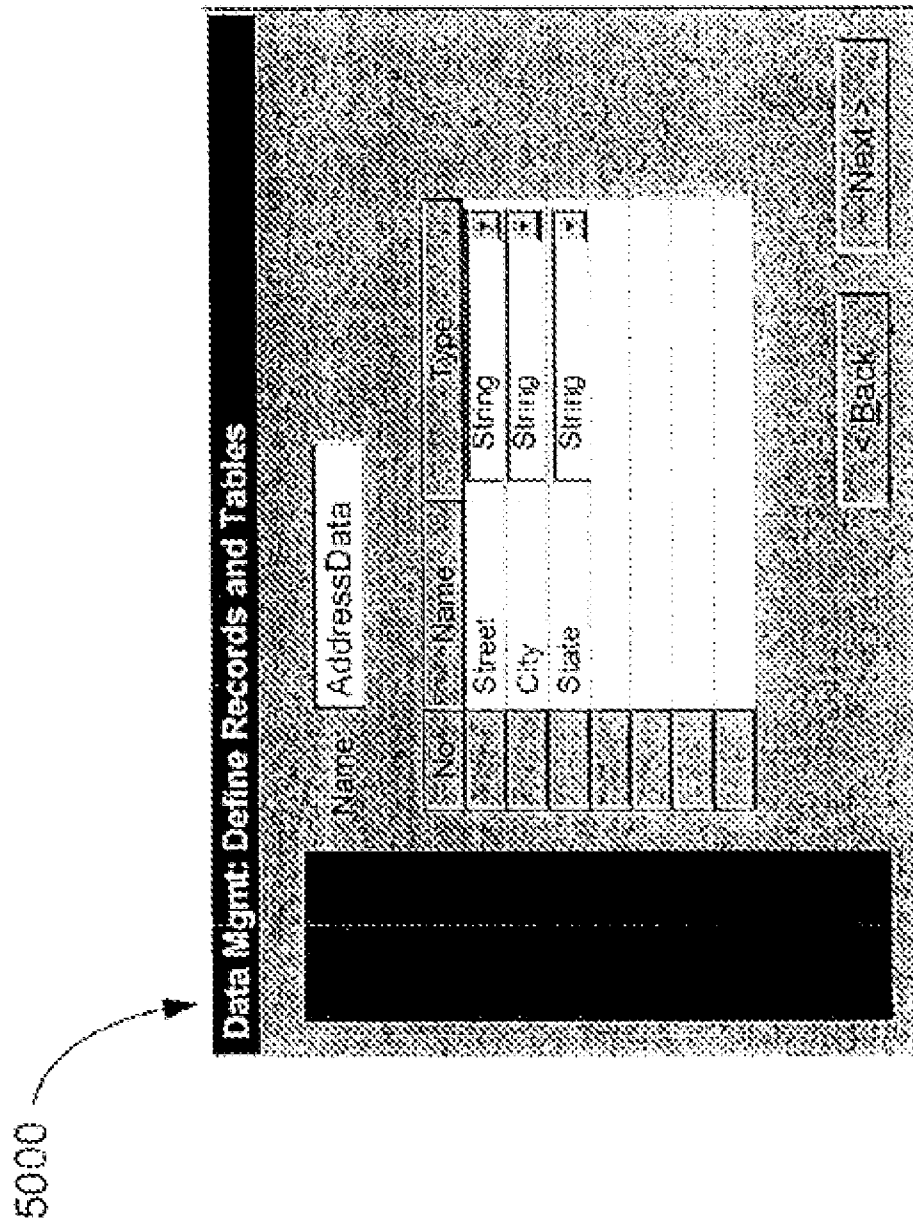 5000
Data Mgmt: Define Records and Tables
Name AddressData
No Name Type
Street String
City String
State String
< Back Next >